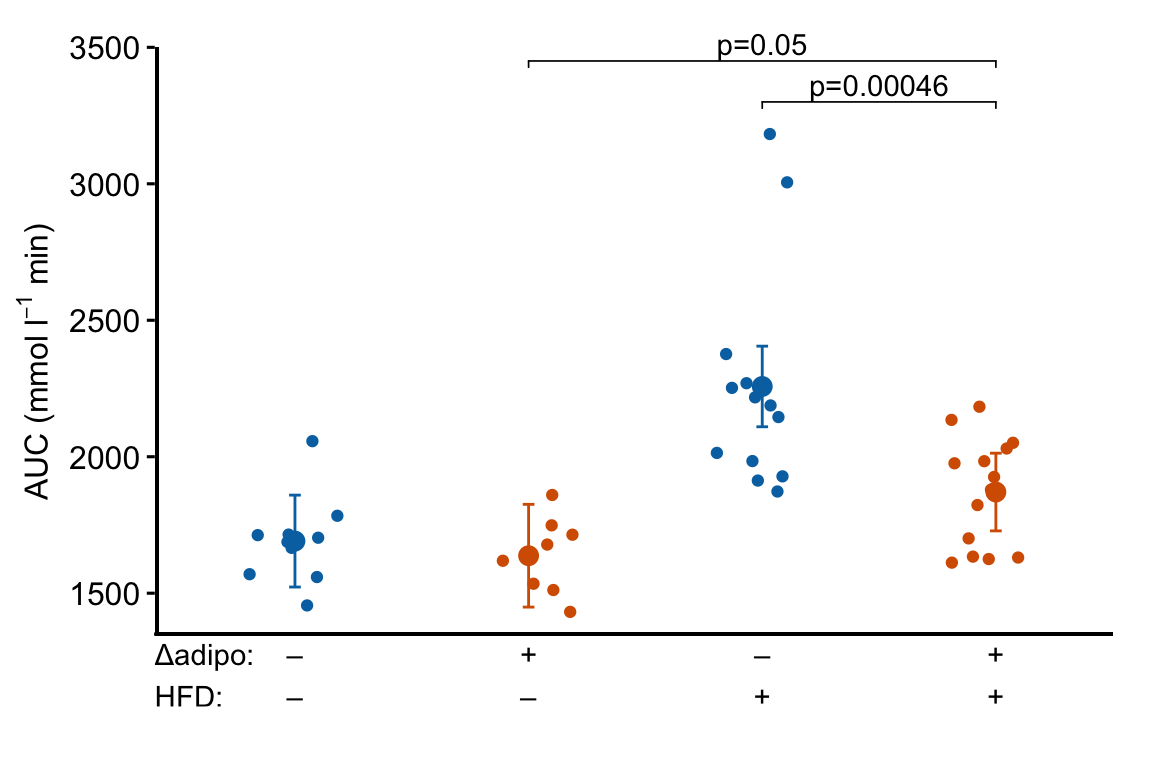 3500
p=0.05
p=0.00046
3000
2500
2000
1500
AUC (mmol l⁻¹ min)
Δadipo: – + – +
HFD: – – + +